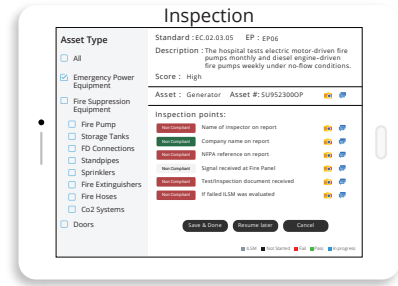 Inspection
Asset Type
All
Emergency Power
Equipment
Fire Suppression
Equipment
Fire Pump
Storage Tanks
FD Connections
Standpipes
Sprinklers
Fire Extinguishers
Fire Hoses
Co2 Systems
Doors
Standard : EC.02.03.05 EP : EP06
Description : The hospital tests electric motor-driven fire
pumps monthly and diesel engine–driven
fire pumps weekly under no-flow conditions.
Score : High
Asset : Generator Asset #: SU952300OP
Inspection points:
Non Compliant Name of inspector on report
Non Compliant Company name on report
Non Compliant NFPA reference on report
Non Compliant Signal received at Fire Panel
Non Compliant Test/Inspection document received
Non Compliant If failed ILSM was evaluated
Save & Done Resume later Cancel
ILSM Not Started Fail Pass In progress